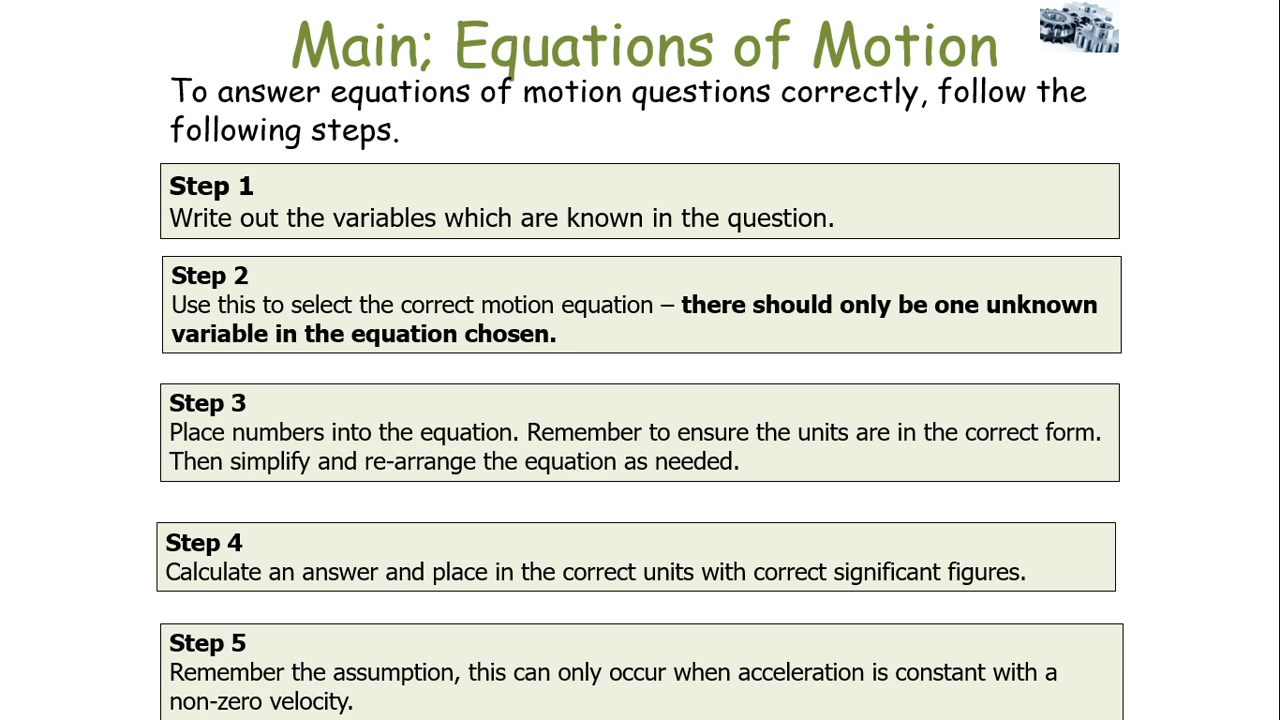 Main; Equations of Motion
To answer equations of motion questions correctly, follow the
following steps.
Step 1
Write out the variables which are known in the question.
Step 2
Use this to select the correct motion equation – there should only be one unknown
variable in the equation chosen.
Step 3
Place numbers into the equation. Remember to ensure the units are in the correct form.
Then simplify and re-arrange the equation as needed.
Step 4
Calculate an answer and place in the correct units with correct significant figures.
Step 5
Remember the assumption, this can only occur when acceleration is constant with a
non-zero velocity.